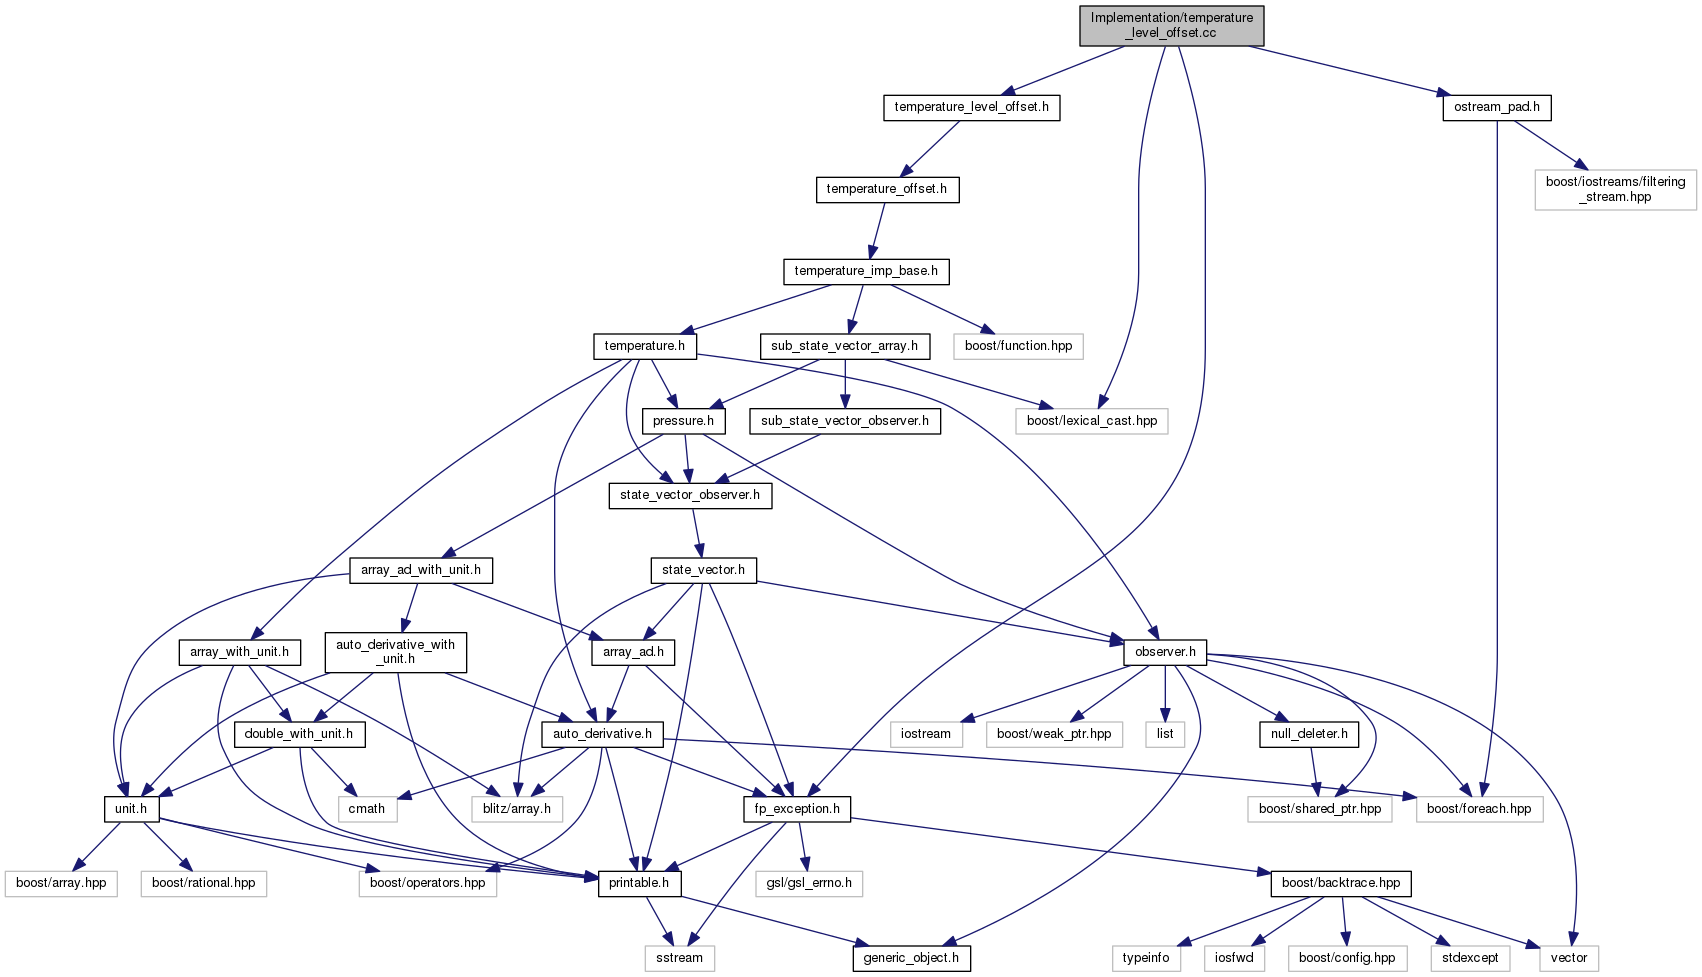 Implementation/temperature
_level_offset.cc
temperature_level_offset.h
ostream_pad.h
temperature_offset.h
boost/iostreams/filtering
_stream.hpp
temperature_imp_base.h
temperature.h
sub_state_vector_array.h
boost/function.hpp
pressure.h
sub_state_vector_observer.h
boost/lexical_cast.hpp
state_vector_observer.h
array_ad_with_unit.h
state_vector.h
array_with_unit.h
auto_derivative_with
_unit.h
array_ad.h
observer.h
double_with_unit.h
auto_derivative.h
iostream
boost/weak_ptr.hpp
list
null_deleter.h
unit.h
cmath
blitz/array.h
fp_exception.h
boost/shared_ptr.hpp
boost/foreach.hpp
boost/array.hpp
boost/rational.hpp
boost/operators.hpp
printable.h
gsl/gsl_errno.h
boost/backtrace.hpp
sstream
generic_object.h
typeinfo
iosfwd
boost/config.hpp
stdexcept
vector